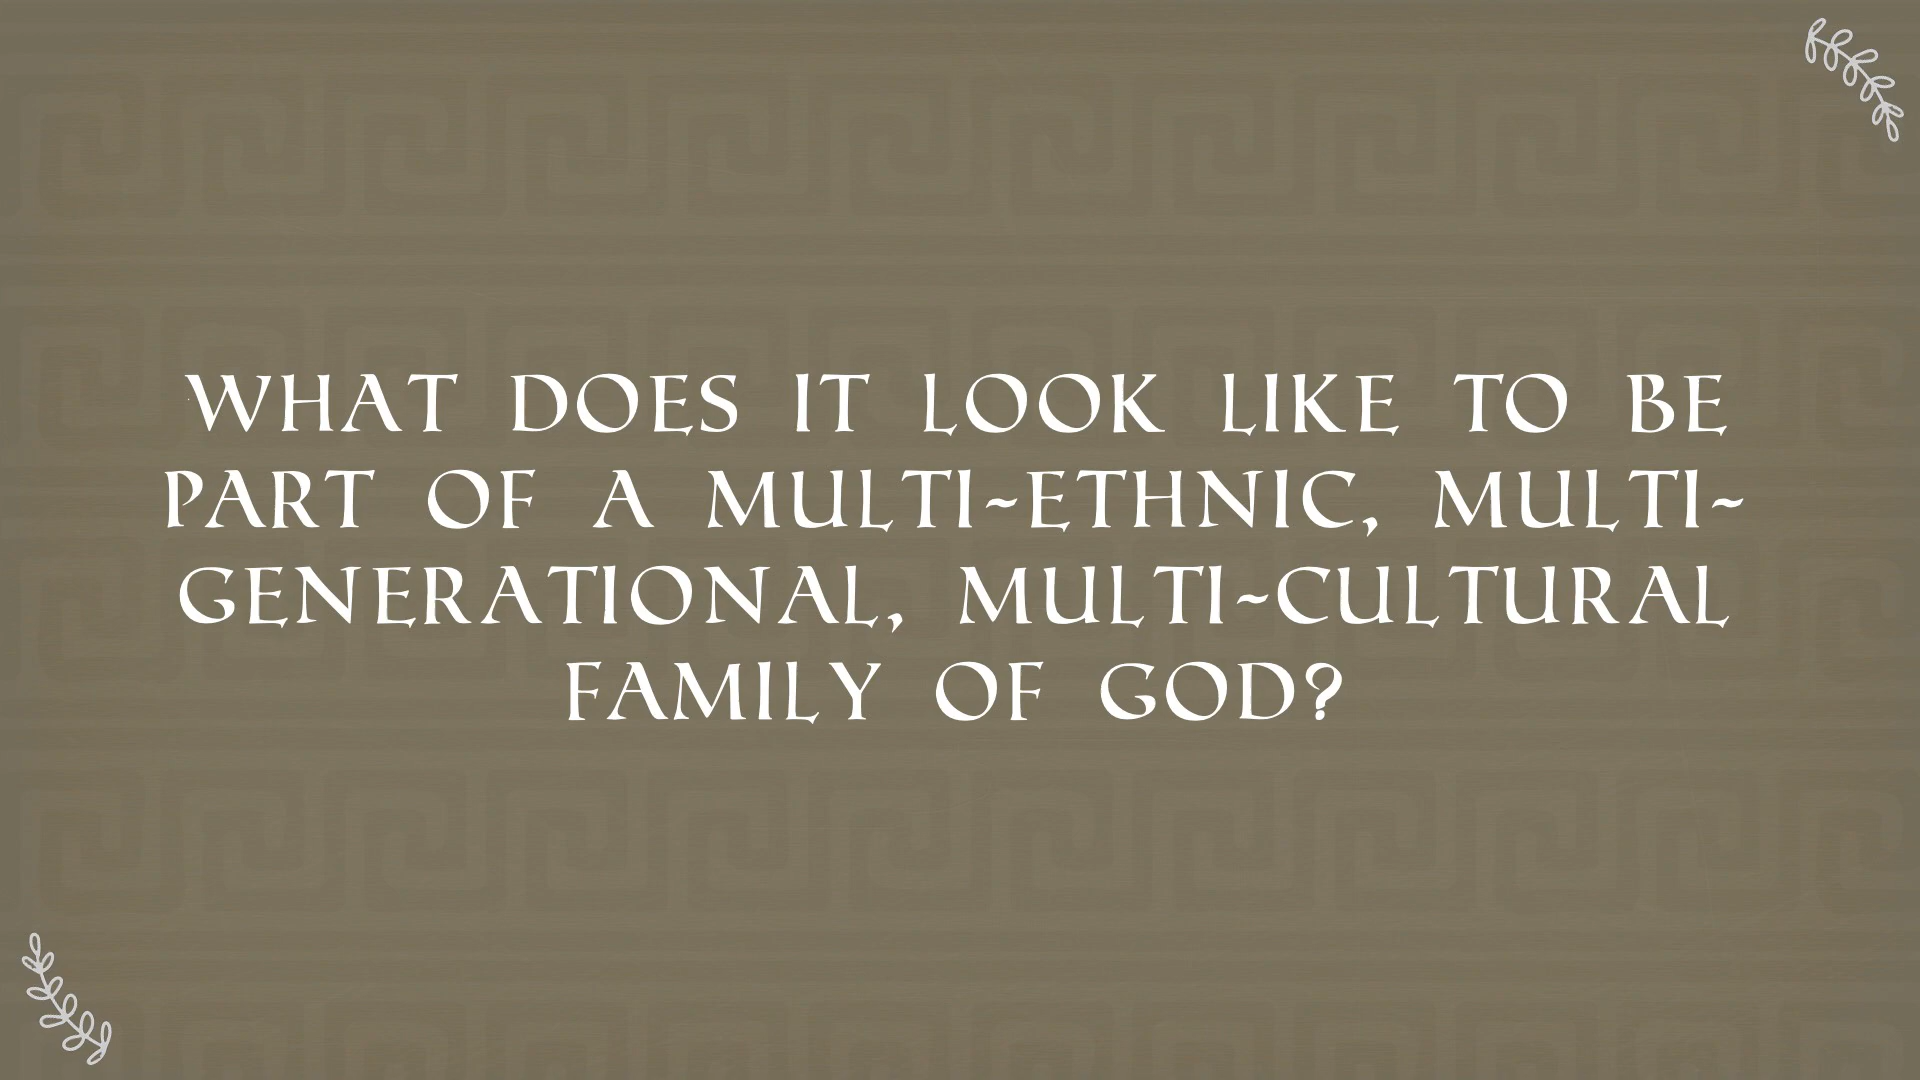 WHAT DOES IT LOOK LIKE TO BE
PART OF A MULTI-ETHNIC, MULTI-
GENERATIONAL, MULTI-CULTURAL
FAMILY OF GOD?